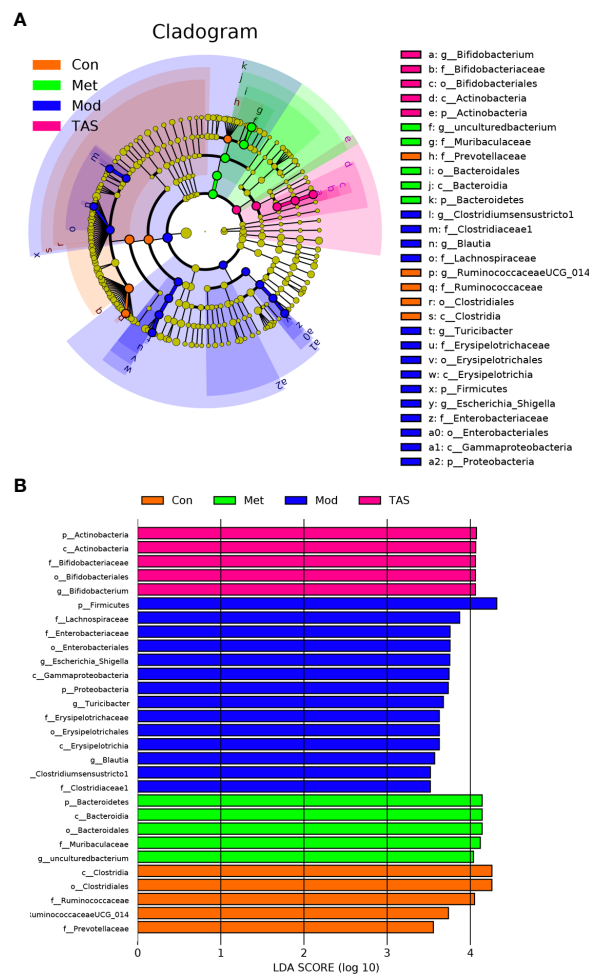 A
Cladogram
Con
Met
Mod
TAS
a: g__Bifidobacterium
b: f__Bifidobacteriaceae
c: o__Bifidobacteriales
d: c__Actinobacteria
e: p__Actinobacteria
f: g__unculturedbacterium
g: f__Muribaculaceae
h: f__Prevotellaceae
i: o__Bacteroidales
j: c__Bacteroidia
k: p__Bacteroidetes
l: g__Clostridiumsensustricto1
m: f__Clostridiaceae1
n: g__Blautia
o: f__Lachnospiraceae
p: g__RuminococcaceaeUCG_014
q: f__Ruminococcaceae
r: o__Clostridiales
s: c__Clostridia
t: g__Turicibacter
u: f__Erysipelotrichaceae
v: o__Erysipelotrichales
w: c__Erysipelotrichia
x: p__Firmicutes
y: g__Escherichia_Shigella
z: f__Enterobacteriaceae
a0: o__Enterobacteriales
a1: c__Gammaproteobacteria
a2: p__Proteobacteria
k
j
i
h
g
f
e
d
c
b
m
o
x
s
r
q
w
v
z
a0
a1
a2
B
Con
Met
Mod
TAS
p__Actinobacteria
c__Actinobacteria
f__Bifidobacteriaceae
o__Bifidobacteriales
g__Bifidobacterium
p__Firmicutes
f__Lachnospiraceae
f__Enterobacteriaceae
o__Enterobacteriales
g__Escherichia_Shigella
c__Gammaproteobacteria
p__Proteobacteria
g__Turicibacter
f__Erysipelotrichaceae
o__Erysipelotrichales
c__Erysipelotrichia
g__Blautia
__Clostridiumsensustricto1
f__Clostridiaceae1
p__Bacteroidetes
c__Bacteroidia
o__Bacteroidales
f__Muribaculaceae
g__unculturedbacterium
c__Clostridia
o__Clostridiales
f__Ruminococcaceae
uminococcaceaeUCG_014
f__Prevotellaceae
0 1 2 3 4
LDA SCORE (log 10)